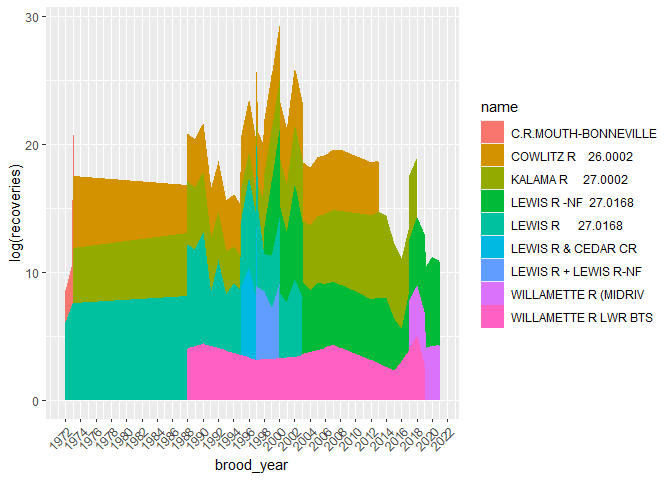 30
20
10
0
log(recoveries)
1972
1974
1976
1978
1980
1982
1984
1986
1988
1990
1992
1994
1996
1998
2000
2002
2004
2006
2008
2010
2012
2014
2016
2018
2020
2022
brood_year
name
C.R.MOUTH-BONNEVILLE
COWLITZ R    26.0002
KALAMA R     27.0002
LEWIS R -NF  27.0168
LEWIS R      27.0168
LEWIS R & CEDAR CR
LEWIS R + LEWIS R-NF
WILLAMETTE R (MIDRIV
WILLAMETTE R LWR BTS